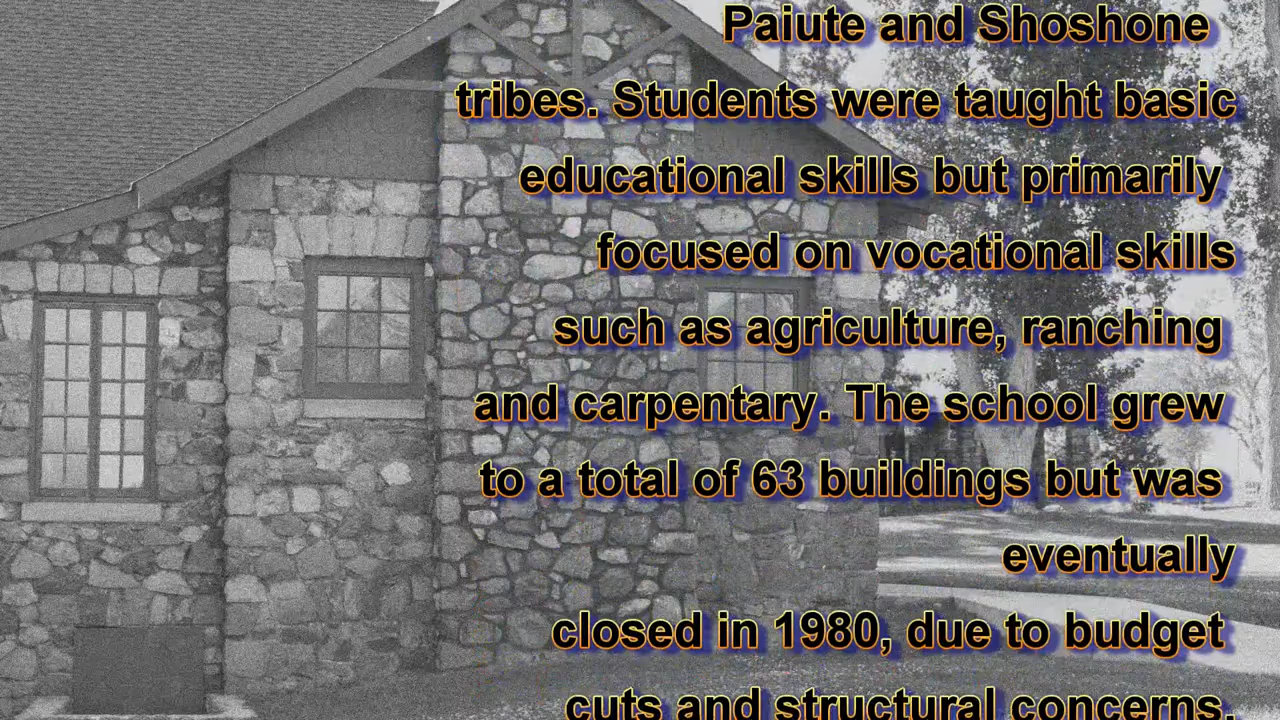 Paiute and Shoshone
tribes. Students were taught basic
educational skills but primarily
focused on vocational skills
such as agriculture, ranching
and carpentary. The school grew
to a total of 63 buildings but was
eventually
closed in 1980, due to budget
cuts and structural concerns.